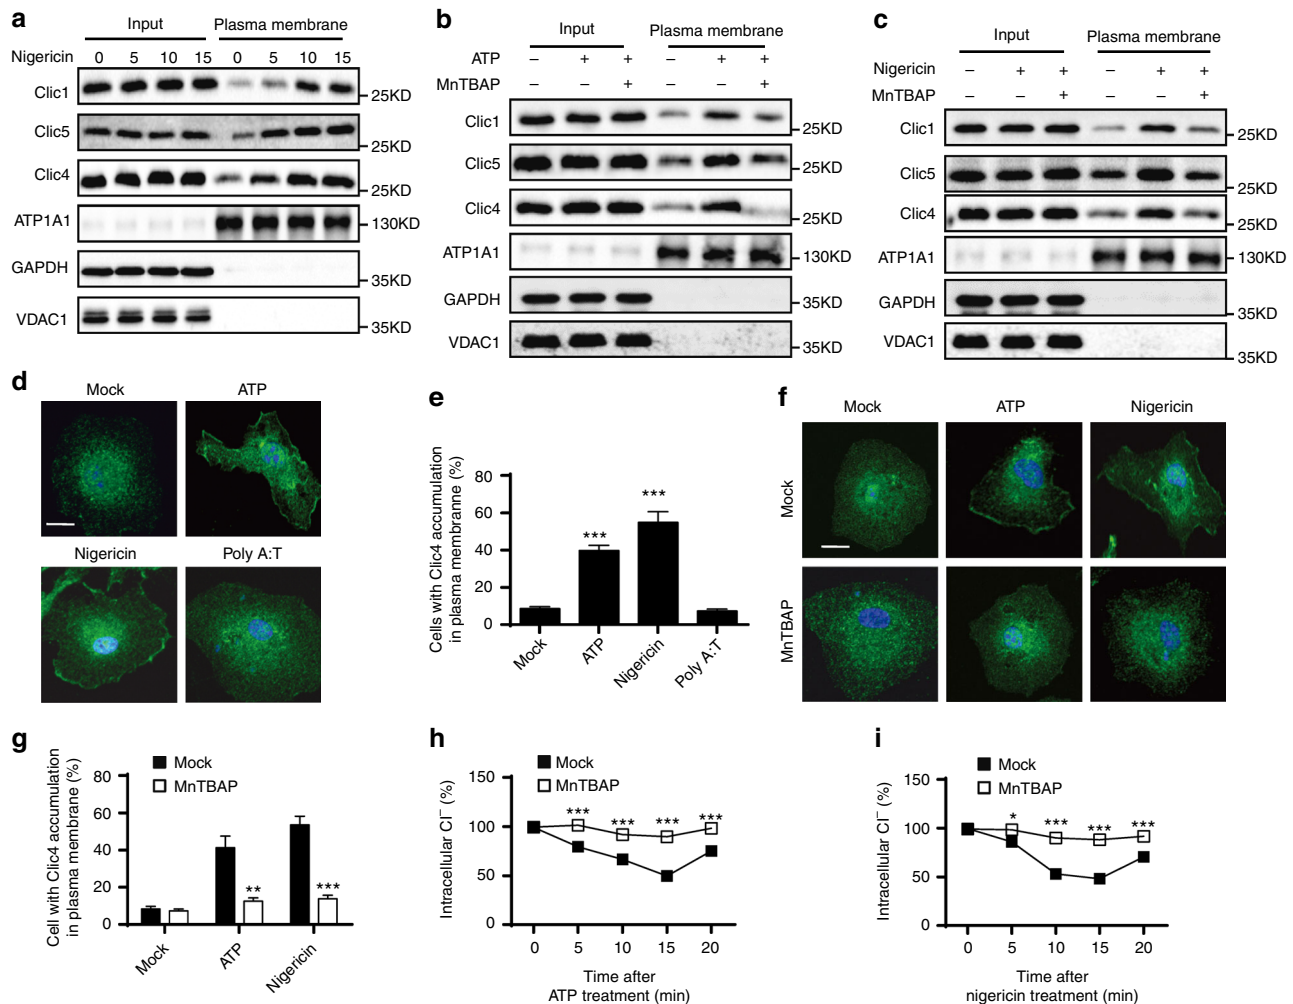 a
Input
Plasma membrane
Nigericin 0 5 10 15 0 5 10 15
Clic1
25KD
Clic5
25KD
Clic4
25KD
ATP1A1
130KD
GAPDH
35KD
VDAC1
35KD
b
Input
Plasma membrane
ATP – + + – + +
MnTBAP – – + – – +
Clic1
25KD
Clic5
25KD
Clic4
25KD
ATP1A1
130KD
GAPDH
35KD
VDAC1
35KD
c
Input
Plasma membrane
Nigericin – + + – + +
MnTBAP – – + – – +
Clic1
25KD
Clic5
25KD
Clic4
25KD
ATP1A1
130KD
GAPDH
35KD
VDAC1
35KD
d
Mock
ATP
Nigericin
Poly A:T
e
Cells with Clic4 accumulation
in plasma membranne (%)
80
60
40
20
0
***
***
Mock
ATP
Nigericin
Poly A:T
f
Mock
ATP
Nigericin
Mock
MnTBAP
g
Cell with Clic4 accumulation
in plasma membrane (%)
80
60
40
20
0
Mock
MnTBAP
**
***
Mock
ATP
Nigericin
h
Intracellular Cl⁻ (%)
150
100
50
0
Mock
MnTBAP
*** *** *** ***
0 5 10 15 20
Time after
ATP treatment (min)
i
Intracellular Cl⁻ (%)
150
100
50
0
Mock
MnTBAP
* *** *** ***
0 5 10 15 20
Time after
nigericin treatment (min)